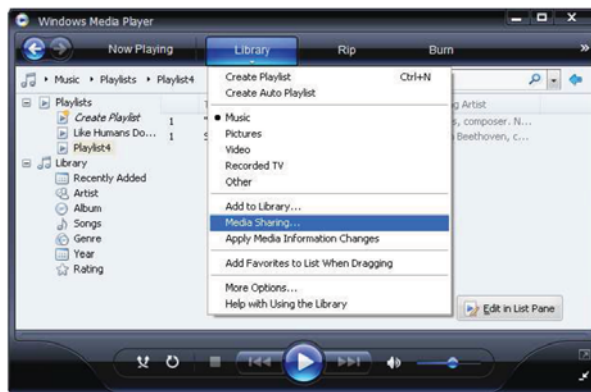 Windows Media Player
Now Playing Library Rip Burn »
Music Playlists Playlist4
Create Playlist Ctrl+N
Create Auto Playlist
Music
Pictures
Video
Recorded TV
Other
Add to Library...
Media Sharing...
Apply Media Information Changes
Add Favorites to List When Dragging
More Options...
Help with Using the Library
Playlists
Create Playlist
Like Humans Do...
Playlist4
Library
Recently Added
Artist
Album
Songs
Genre
Year
Rating
1
1
Artist
s, composer. N...
Beethoven, c...
Edit in List Pane